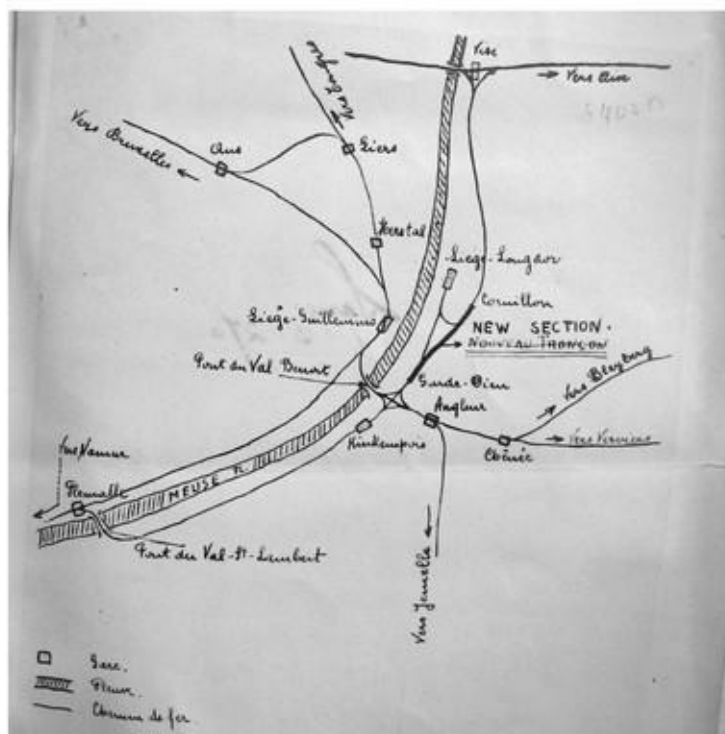 Visé
Vers Aix
Vers Tongres
Vers Bruxelles
Ans
Liers
Herstal
Liège-Longdoz
Cornillon
Liège-Guillemins
NEW SECTION.
NOUVEAU TRONÇON
Pont du Val Benoit
Garde-Dieu
Vers Bleyberg
Angleur
Kinkempois
Chênée
Vers Verviers
Vers Namur
Flemalle
MEUSE R.
Pont du Val-St-Lambert
Vers Jemelle
Gare.
Fleuve.
Chemin de fer